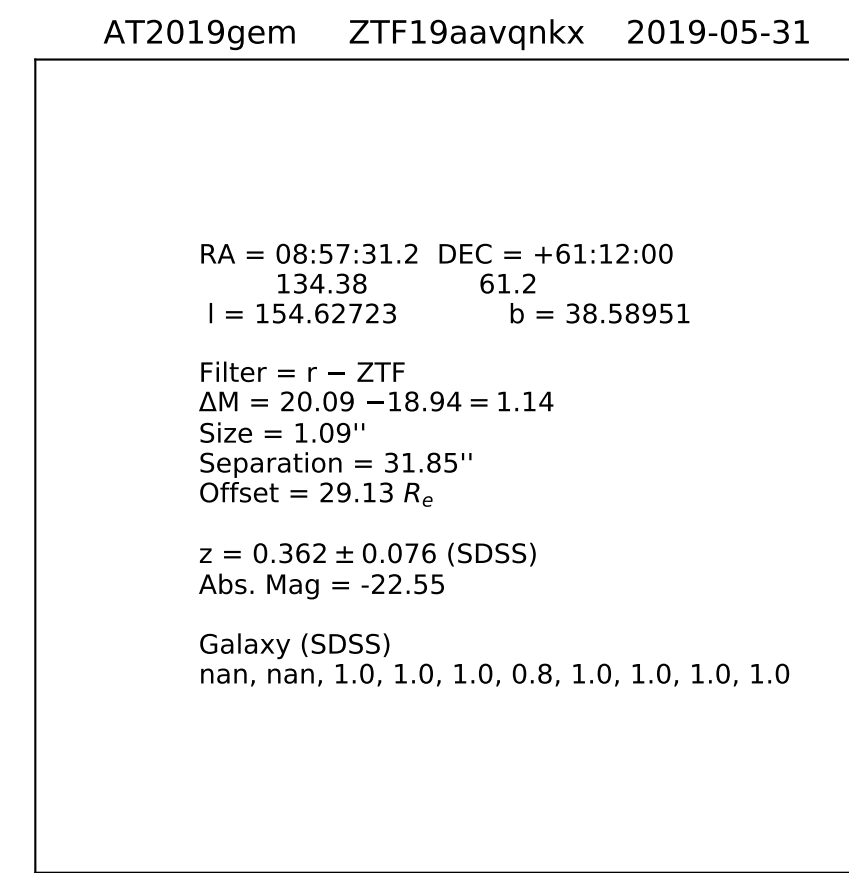 AT2019gem ZTF19aavqnkx 2019-05-31
RA = 08:57:31.2 DEC = +61:12:00
134.38 61.2
l = 154.62723 b = 38.58951
Filter = r − ZTF
ΔM = 20.09 −18.94 = 1.14
Size = 1.09''
Separation = 31.85''
Offset = 29.13 Rₑ
z = 0.362 ± 0.076 (SDSS)
Abs. Mag = -22.55
Galaxy (SDSS)
nan, nan, 1.0, 1.0, 1.0, 0.8, 1.0, 1.0, 1.0, 1.0